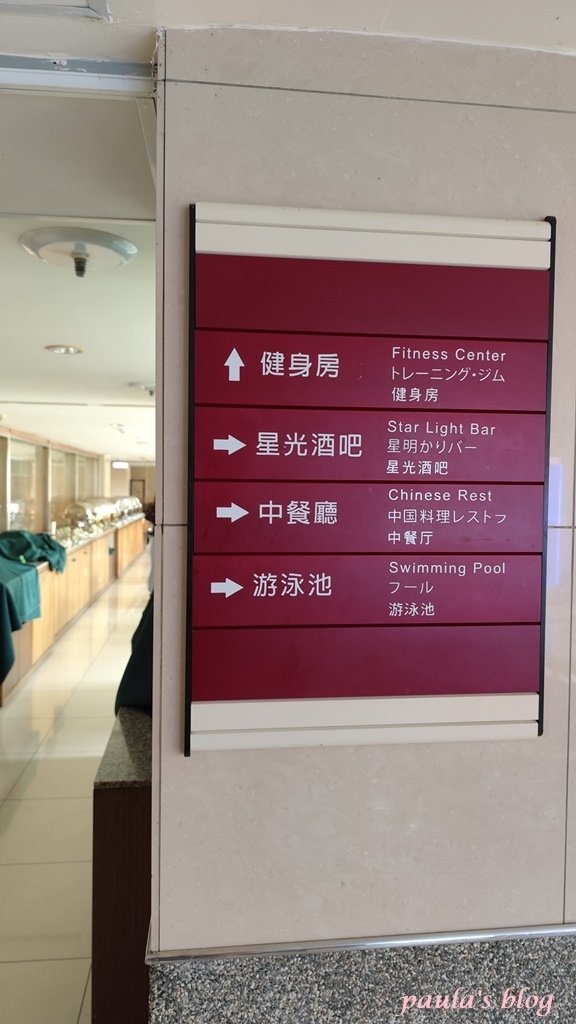 健身房
Fitness Center
トレーニング・ジム
健身房
星光酒吧
Star Light Bar
星明かりバー
星光酒吧
中餐廳
Chinese Rest
中国料理レストラ
中餐厅
游泳池
Swimming Pool
フール
游泳池
paula's blog